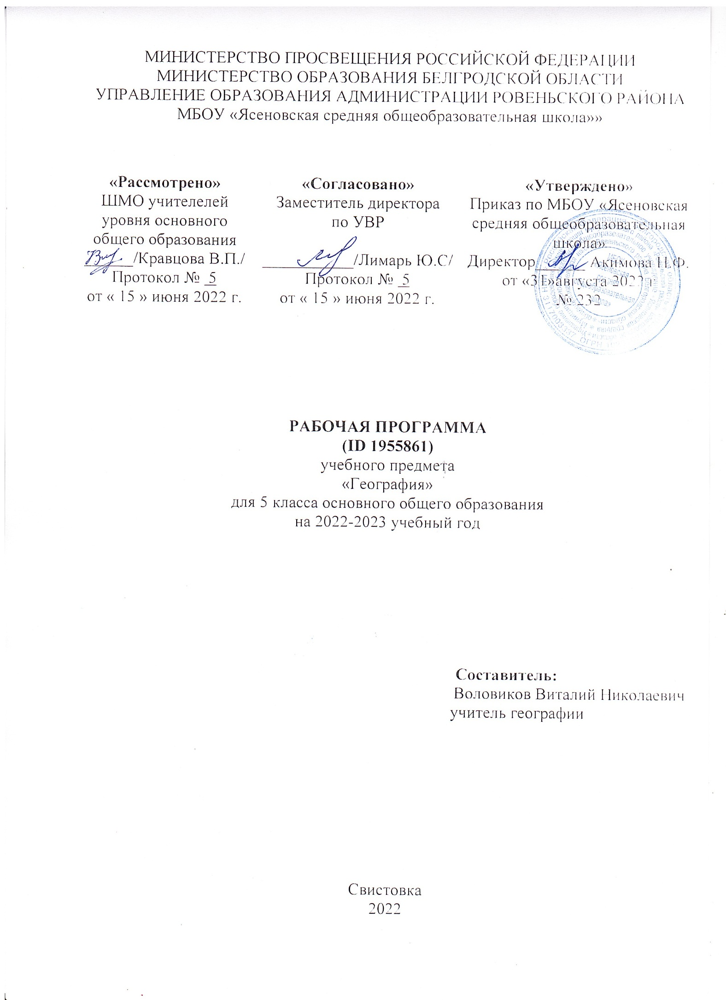 МИНИСТЕРСТВО ПРОСВЕЩЕНИЯ РОССИЙСКОЙ ФЕДЕРАЦИИ
МИНИСТЕРСТВО ОБРАЗОВАНИЯ БЕЛГРОДСКОЙ ОБЛАСТИ
УПРАВЛЕНИЕ ОБРАЗОВАНИЯ АДМИНИСТРАЦИИ РОВЕНЬСКОГО РАЙОНА
МБОУ «Ясеновская средняя общеобразовательная школа»»
«Рассмотрено»
ШМО учителелей
уровня основного
общего образования
/Кравцова В.П./
Протокол № 5
от « 15 » июня 2022 г.
«Согласовано»
Заместитель директора
по УВР
/Лимарь Ю.С/
Протокол № 5
от « 15 » июня 2022 г.
«Утверждено»
Приказ по МБОУ «Ясеновская
средняя общеобразовательная
школа»
Директор Акимова Н.Ф.
от «31»августа 2022 г
№ 232
РАБОЧАЯ ПРОГРАММА
(ID 1955861)
учебного предмета
«География»
для 5 класса основного общего образования
на 2022-2023 учебный год
Составитель:
Воловиков Виталий Николаевич
учитель географии
Свистовка
2022